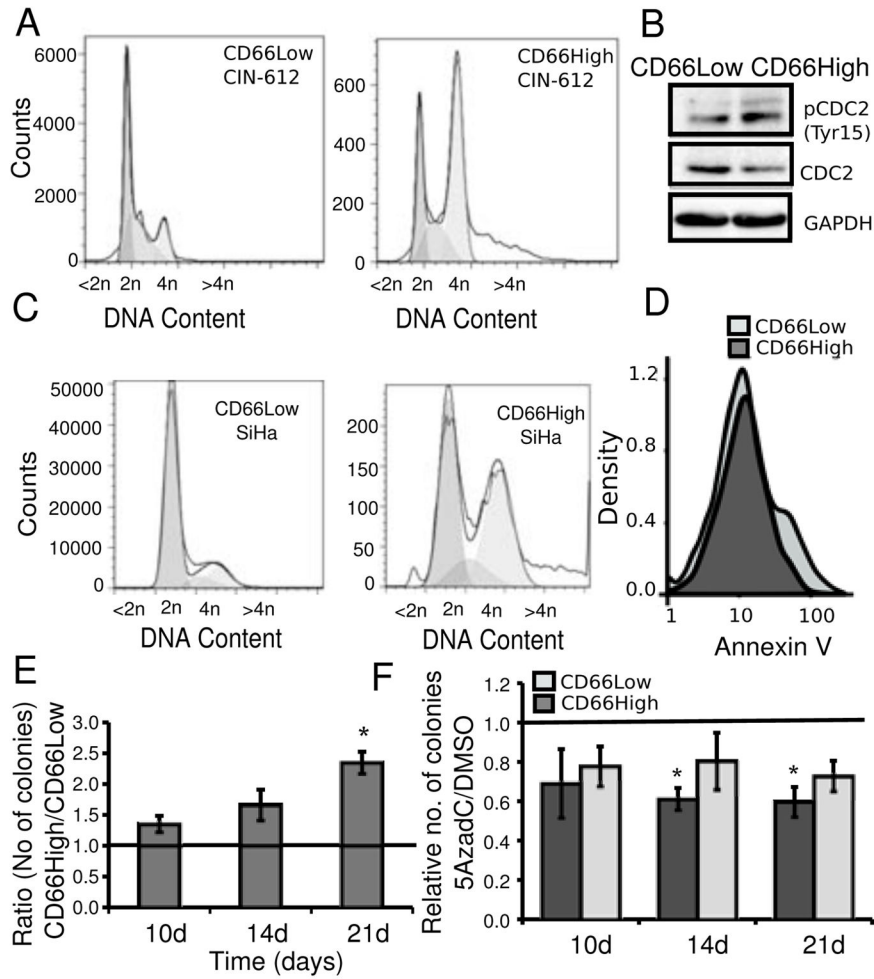 A
CD66Low
CIN-612
CD66High
CIN-612
6000
4000
2000
0
Counts
600
400
200
0
<2n 2n 4n >4n
<2n 2n 4n >4n
DNA Content
DNA Content
B
CD66Low CD66High
pCDC2
(Tyr15)
CDC2
GAPDH
C
CD66Low
SiHa
CD66High
SiHa
50000
40000
30000
20000
10000
0
Counts
200
150
100
50
0
<2n 2n 4n >4n
<2n 2n 4n >4n
DNA Content
DNA Content
D
CD66Low
CD66High
1.2
0.8
0.4
0.0
Density
1 10 100
Annexin V
E
Ratio (No of colonies)
CD66High/CD66Low
3.0
2.5
2.0
1.5
1.0
0.5
0.0
*
10d 14d 21d
Time (days)
F
CD66Low
CD66High
Relative no. of colonies
5AzadC/DMSO
1.2
1.0
0.8
0.6
0.4
0.2
0.0
* *
10d 14d 21d